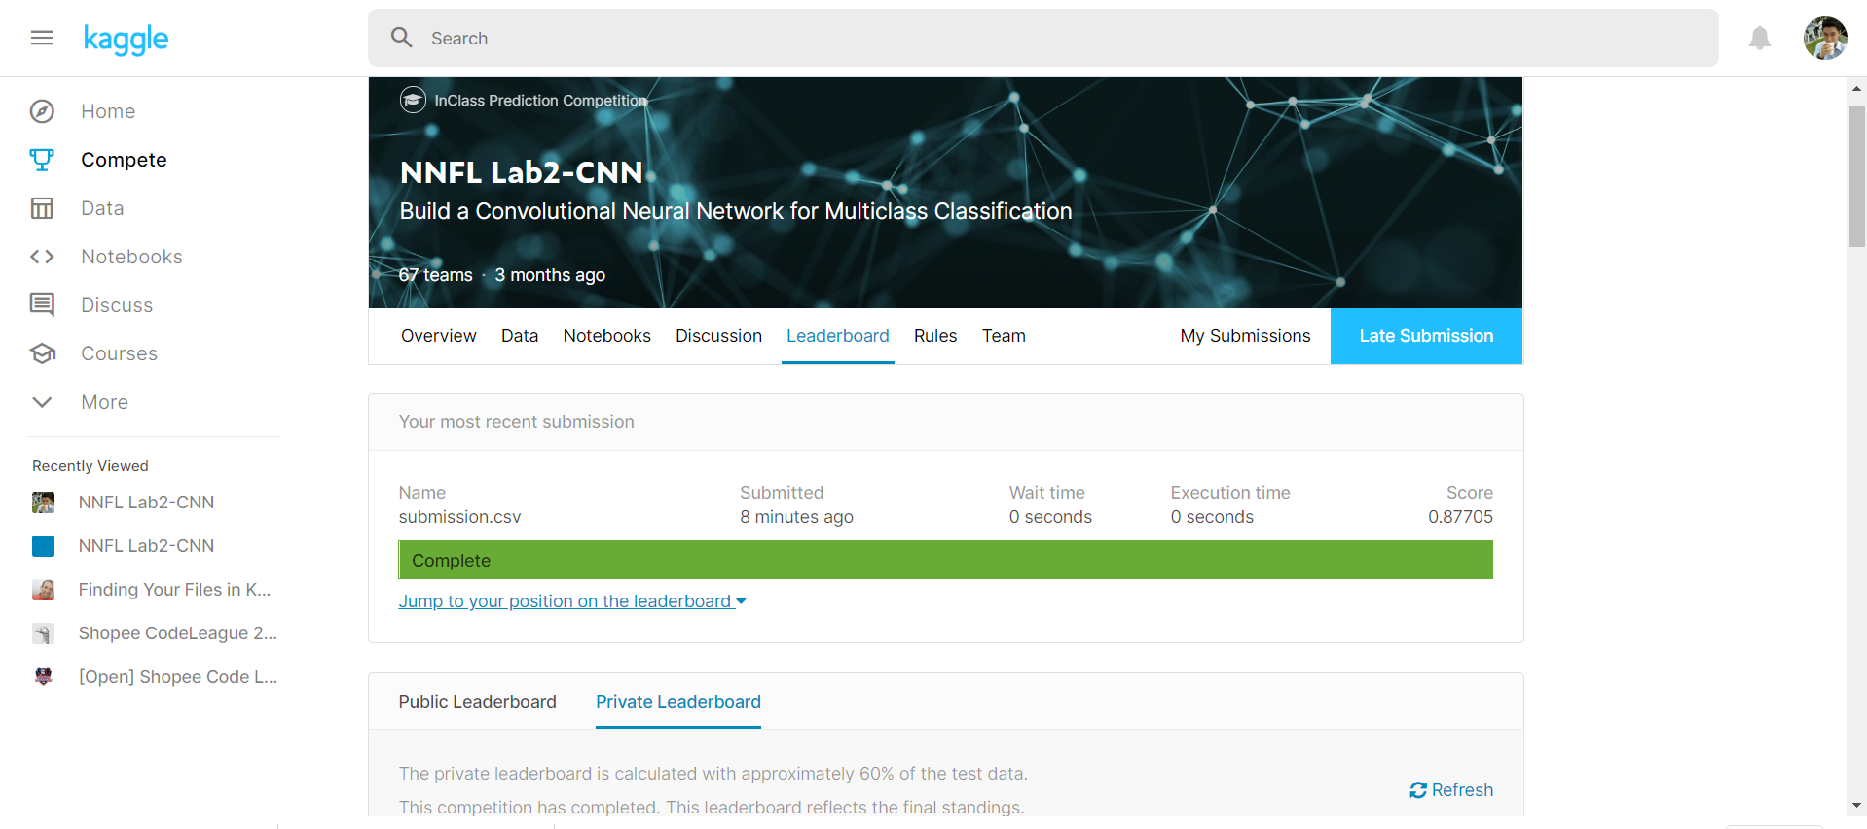 kaggle
Search
Home
Compete
Data
Notebooks
Discuss
Courses
More
Recently Viewed
NNFL Lab2-CNN
NNFL Lab2-CNN
Finding Your Files in K...
Shopee CodeLeague 2...
[Open] Shopee Code L...
InClass Prediction Competition
NNFL Lab2-CNN
Build a Convolutional Neural Network for Multiclass Classification
67 teams · 3 months ago
Overview Data Notebooks Discussion Leaderboard Rules Team My Submissions Late Submission
Your most recent submission
Name Submitted Wait time Execution time Score
submission.csv 8 minutes ago 0 seconds 0 seconds 0.87705
Complete
Jump to your position on the leaderboard
Public Leaderboard Private Leaderboard
The private leaderboard is calculated with approximately 60% of the test data.
Refresh
This competition has completed. This leaderboard reflects the final standings.